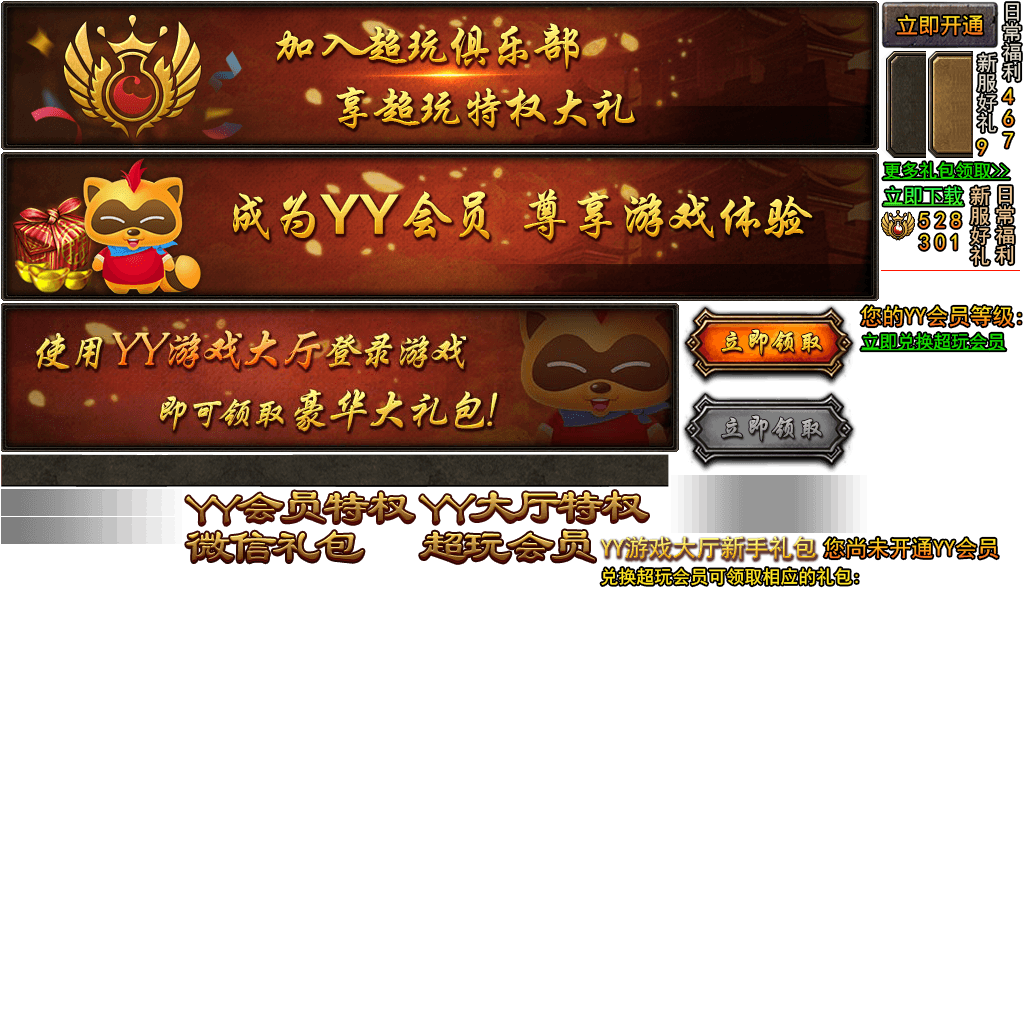 加入超玩俱乐部
享超玩特权大礼
立即开通
日常福利
新服好礼
4
6
7
9
更多礼包领取>>
立即下载
新服好礼
日常福利
528
301
成为YY会员 尊享游戏体验
使用YY游戏大厅登录游戏
即可领取豪华大礼包!
立即领取
您的YY会员等级:
立即兑换超玩会员
立即领取
YY会员特权
YY大厅特权
微信礼包
超玩会员
YY游戏大厅新手礼包
您尚未开通YY会员
兑换超玩会员可领取相应的礼包: